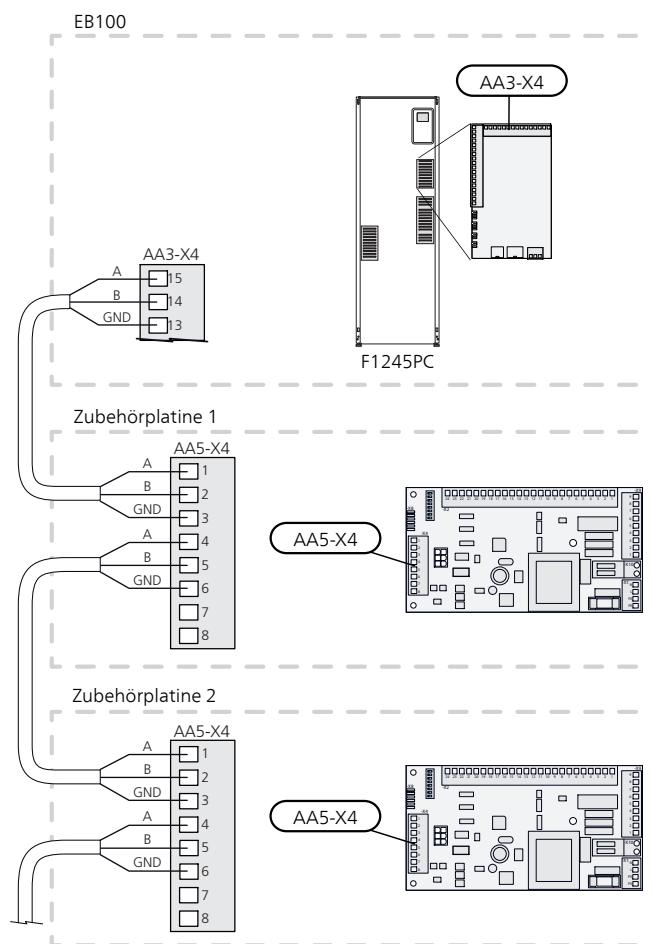 EB100
AA3-X4
AA3-X4
A 15
B 14
GND 13
F1245PC
Zubehörplatine 1
AA5-X4
A 1
B 2
GND 3
A 4
B 5
GND 6
7
8
AA5-X4
Zubehörplatine 2
AA5-X4
A 1
B 2
GND 3
A 4
B 5
GND 6
7
8
AA5-X4